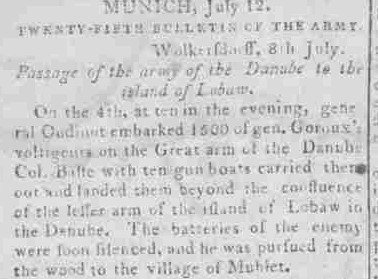 MUNICH, July 12.
TWENTY-FIFTH BULLETIN OF THE ARMY.
Wolkersdorff, 8th July.
Passage of the army of the Danube to the
island of Lobaw.
On the 4th, at ten in the evening, gene
ral Oudinot embarked 1500 of gen.
voltigeurs on the Great arm of the Danube
Col. Baste with ten gun boats carried them
out and landed them beyond the confluence
of the lesser arm of the island of Lobaw in
the Danube. The batteries of the enemy
were soon silenced, and he was pursued from
the wood to the village of